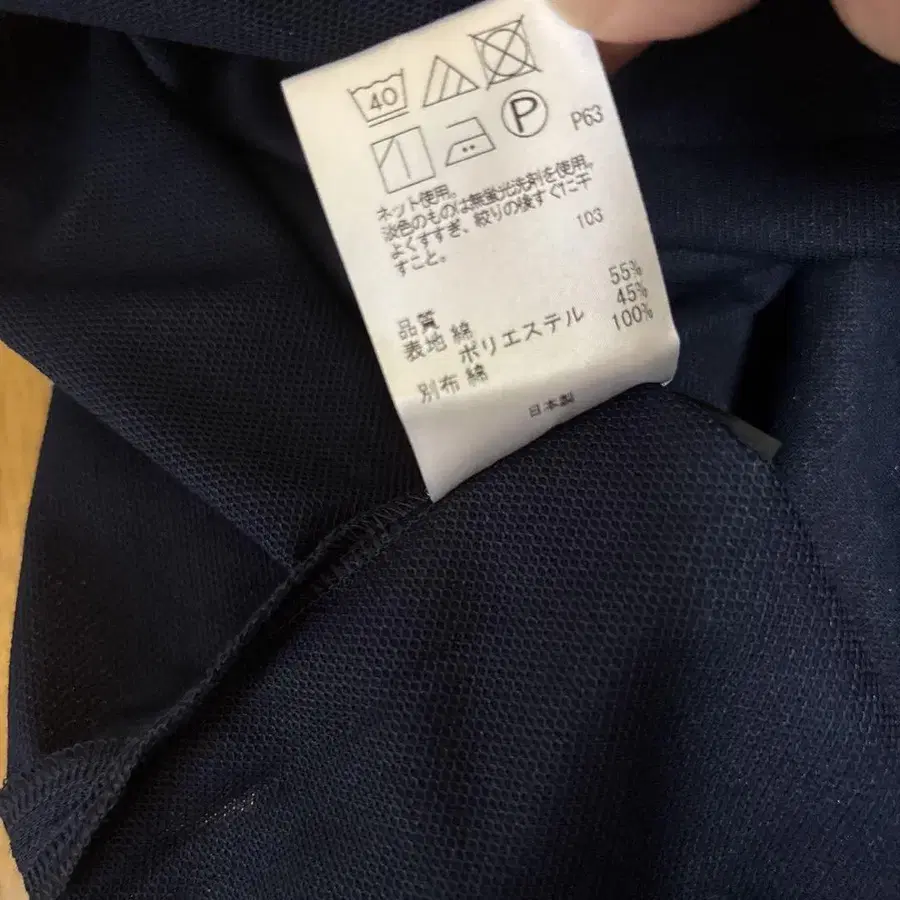 40
P
P63
ネット使用。
淡色のものは無蛍光洗剤を使用。
よくすすぎ、絞りの後すぐに干
すこと。
103
品質
表地 綿 55%
ポリエステル 45%
別布 綿 100%
日本製